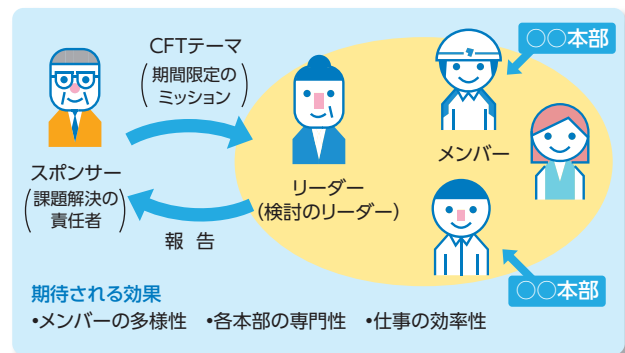 CFTテーマ
(期間限定の
ミッション)
スポンサー
(課題解決の
責任者)
報 告
リーダー
(検討のリーダー)
メンバー
○○本部
○○本部
期待される効果
•メンバーの多様性 •各本部の専門性 •仕事の効率性